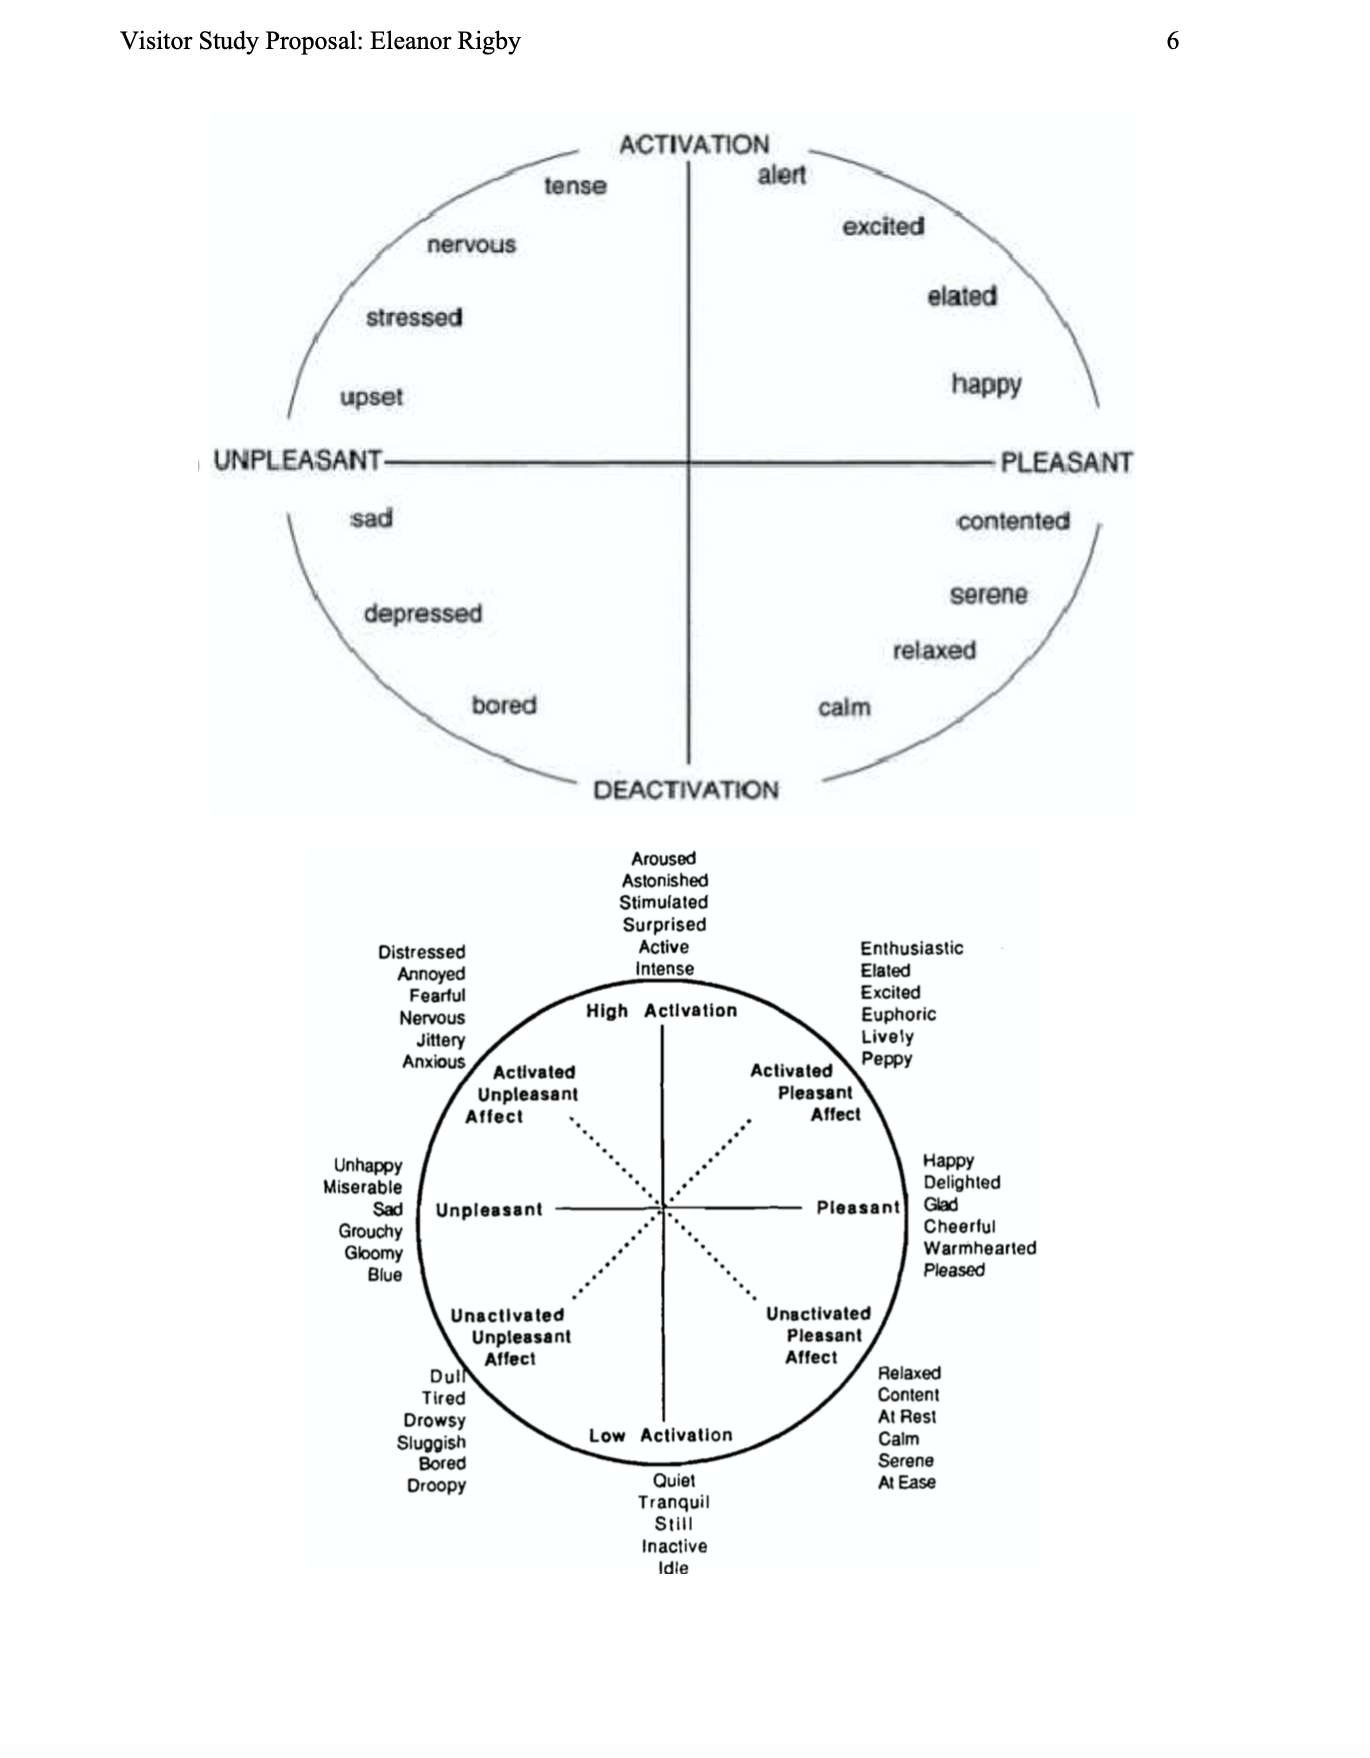 Visitor Study Proposal: Eleanor Rigby 6
ACTIVATION
tense
alert
nervous
excited
stressed
elated
upset
happy
UNPLEASANT
PLEASANT
sad
contented
depressed
serene
relaxed
bored
calm
DEACTIVATION
Aroused
Astonished
Stimulated
Surprised
Active
Intense
Distressed
Annoyed
Fearful
Nervous
Jittery
Anxious
Enthusiastic
Elated
Excited
Euphoric
Lively
Peppy
High Activation
Activated
Unpleasant
Affect
Activated
Pleasant
Affect
Unhappy
Miserable
Sad
Grouchy
Gloomy
Blue
Unpleasant
Pleasant
Happy
Delighted
Glad
Cheerful
Warmhearted
Pleased
Unactivated
Unpleasant
Affect
Unactivated
Pleasant
Affect
Dull
Tired
Drowsy
Sluggish
Bored
Droopy
Low Activation
Relaxed
Content
At Rest
Calm
Serene
At Ease
Quiet
Tranquil
Still
Inactive
Idle